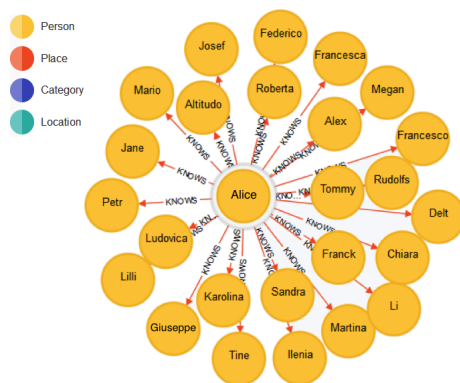 Person
Place
Category
Location
Federico
Josef
Francesca
Roberta
Megan
Mario
Altitudo
Alex
Francesco
Jane
KNOWS
KNOWS
KNOWS
KNOWS
KNOWS
KNOWS
Rudolfs
Tommy
Alice
KNO...
Petr
KNOWS
Delt
Ludovica
KNOWS
Chiara
Franck
KNOWS
Lilli
KNOWS
KNOWS
Karolina
Sandra
Li
Giuseppe
Martina
Tine
Ilenia